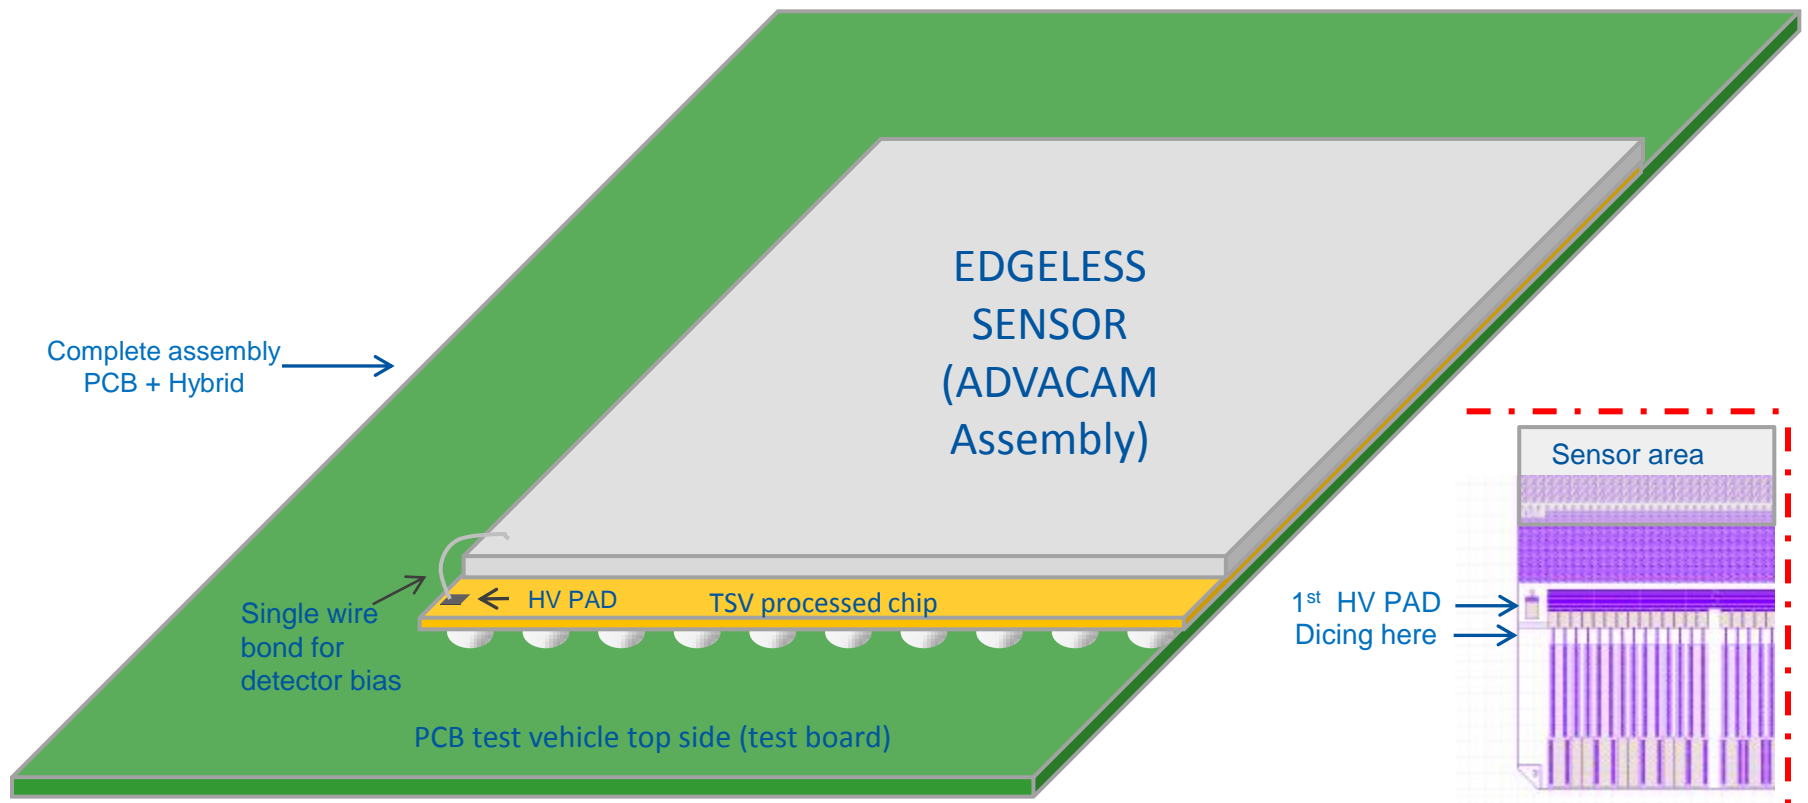 EDGELESS
SENSOR
(ADVACAM
Assembly)
Complete assembly
PCB + Hybrid
Sensor area
HV PAD
TSV processed chip
Single wire
bond for
detector bias
1st HV PAD
Dicing here
PCB test vehicle top side (test board)